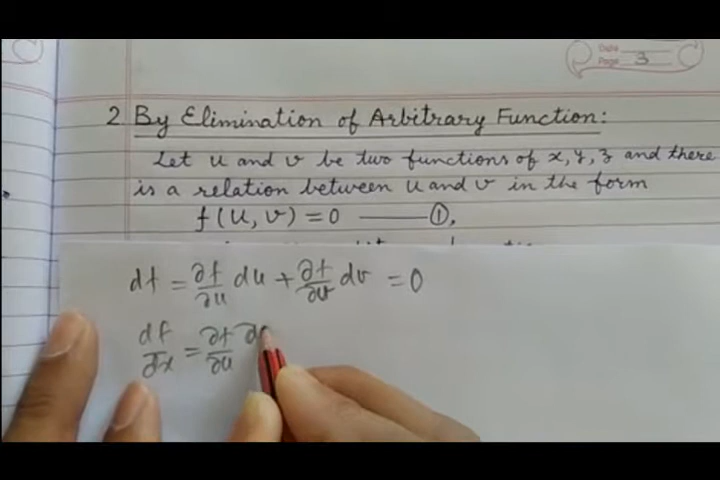 Date
Page 3
2 By Elimination of Arbitrary Function:
Let u and v be two functions of x, y, z and there
is a relation between u and v in the form
f(u, v) = 0 —— ①,
df = ∂f/∂u du + ∂f/∂v dv = 0
df/∂x = ∂f/∂u